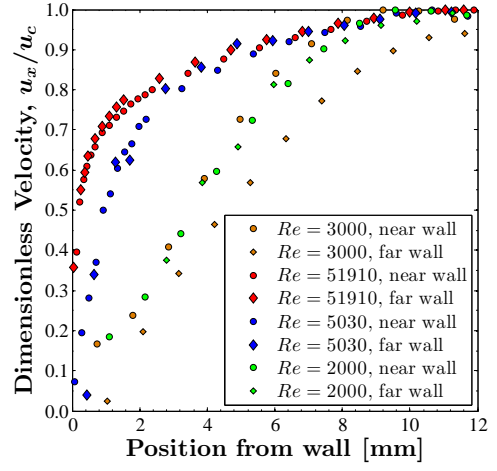 1.0
0.9
0.8
0.7
0.6
0.5
0.4
0.3
0.2
0.1
0.0
Dimensionless Velocity, u_x/u_c
Re = 3000, near wall
Re = 3000, far wall
Re = 51910, near wall
Re = 51910, far wall
Re = 5030, near wall
Re = 5030, far wall
Re = 2000, near wall
Re = 2000, far wall
0 2 4 6 8 10 12
Position from wall [mm]